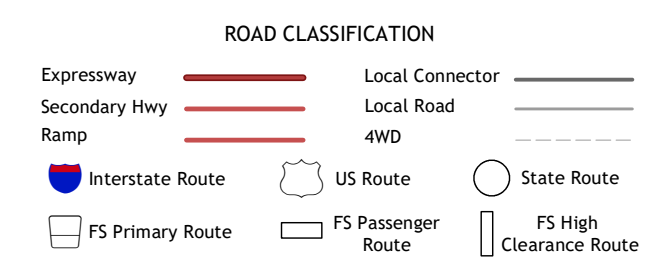 ROAD CLASSIFICATION
Expressway
Local Connector
Secondary Hwy
Local Road
Ramp
4WD
Interstate Route
US Route
State Route
FS Primary Route
FS Passenger
Route
FS High
Clearance Route